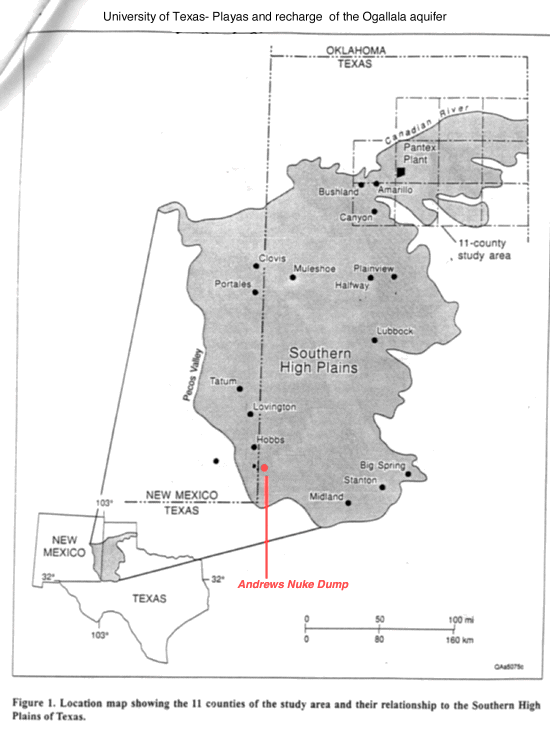 University of Texas- Playas and recharge of the Ogallala aquifer
OKLAHOMA
TEXAS
Canadian River
Pantex
Plant
Bushland
Amarillo
Canyon
11-county
study area
Clovis
Muleshoe
Plainview
Portales
Halfway
Lubbock
Southern
High Plains
Pecos Valley
Tatum
Lovington
Hobbs
Big Spring
Stanton
Midland
103°
NEW MEXICO
TEXAS
NEW
MEXICO
32°
32°
Andrews Nuke Dump
TEXAS
103°
0 50 100 mi
0 80 160 km
QAa5075c
Figure 1. Location map showing the 11 counties of the study area and their relationship to the Southern High
Plains of Texas.